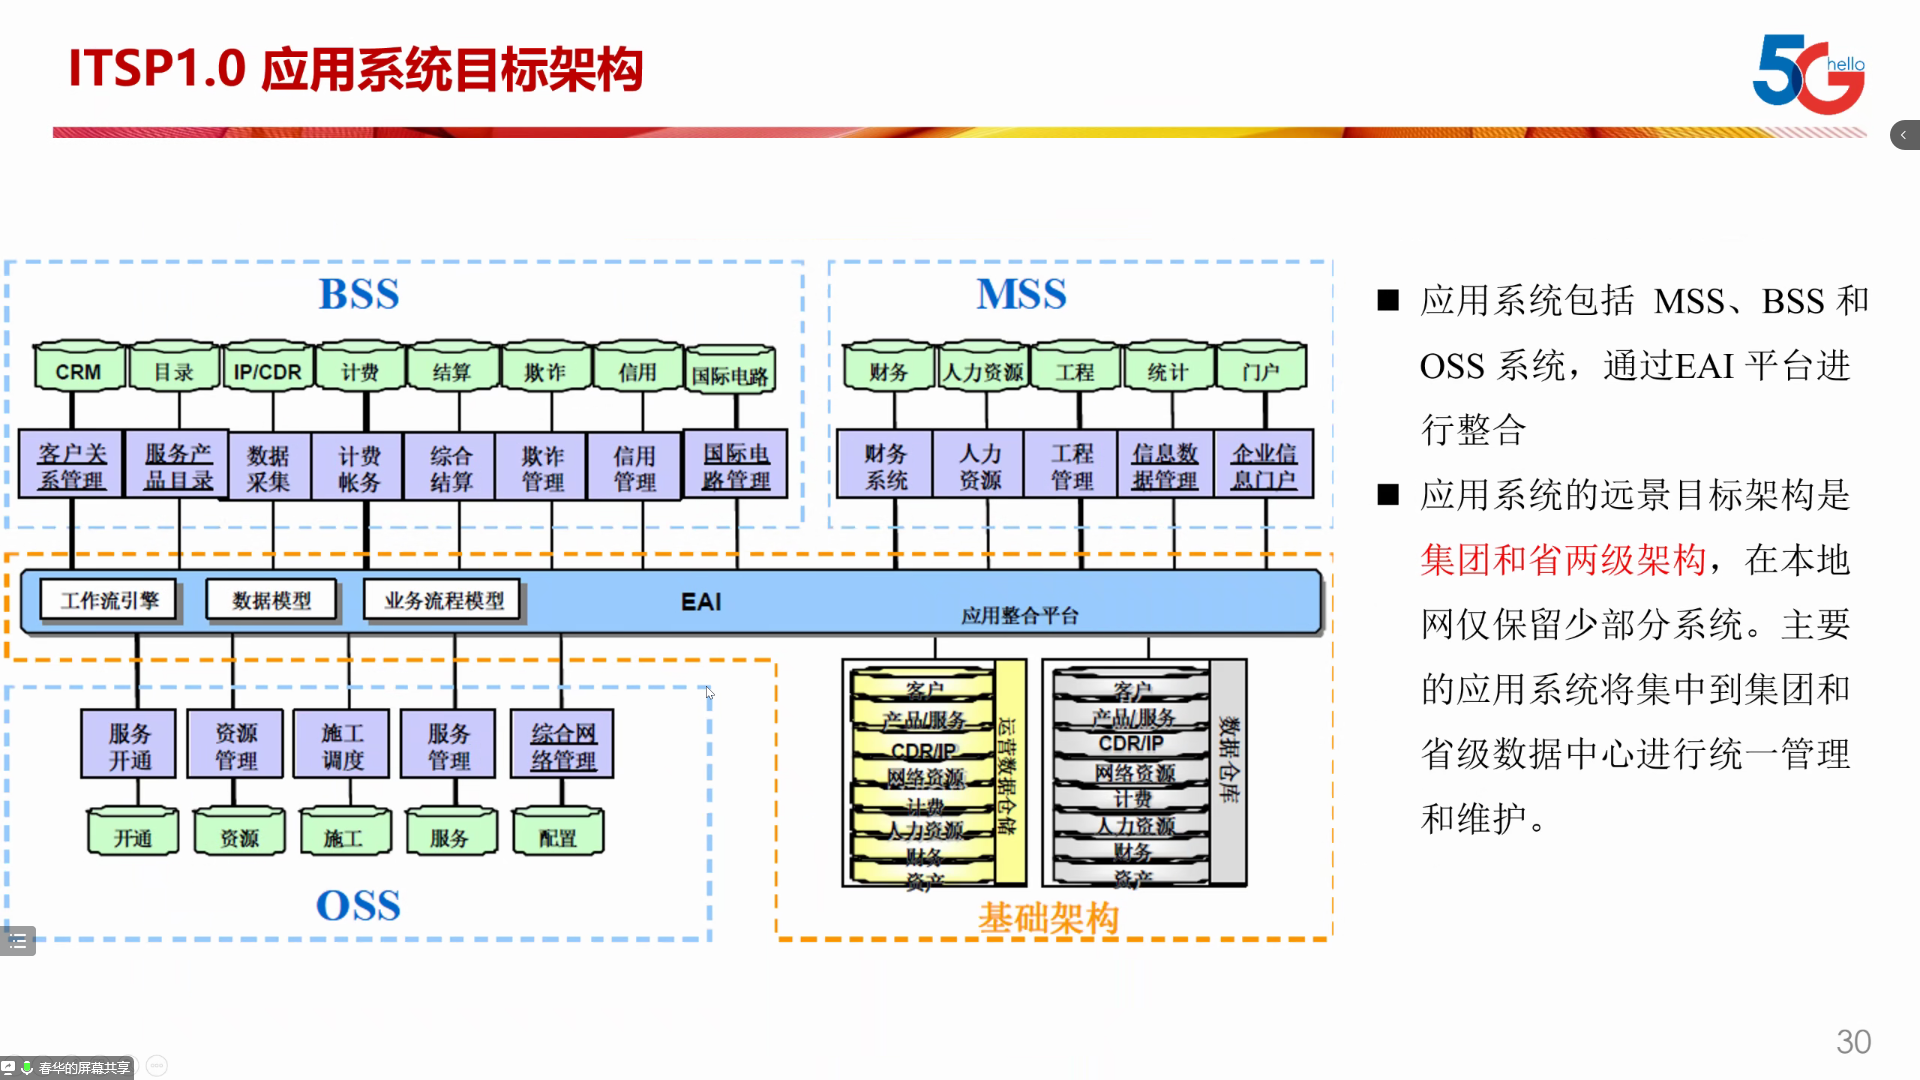 ITSP1.0 应用系统目标架构
5G hello
BSS
MSS
CRM
目录
IP/CDR
计费
结算
欺诈
信用
国际电路
财务
人力资源
工程
统计
门户
客户关
系管理
服务产
品目录
数据
采集
计费
帐务
综合
结算
欺诈
管理
信用
管理
国际电
路管理
财务
系统
人力
资源
工程
管理
信息数
据管理
企业信
息门户
工作流引擎
数据模型
业务流程模型
EAI
应用整合平台
服务
开通
资源
管理
施工
调度
服务
管理
综合网
络管理
开通
资源
施工
服务
配置
OSS
客户
产品/服务
CDR/IP
网络资源
计费
人力资源
财务
资产
运营数据仓储
客户
产品/服务
CDR/IP
网络资源
计费
人力资源
财务
资产
数据仓库
基础架构
■ 应用系统包括 MSS、BSS 和
OSS 系统，通过EAI 平台进
行整合
■ 应用系统的远景目标架构是
集团和省两级架构，在本地
网仅保留少部分系统。主要
的应用系统将集中到集团和
省级数据中心进行统一管理
和维护。
30
春华的屏幕共享